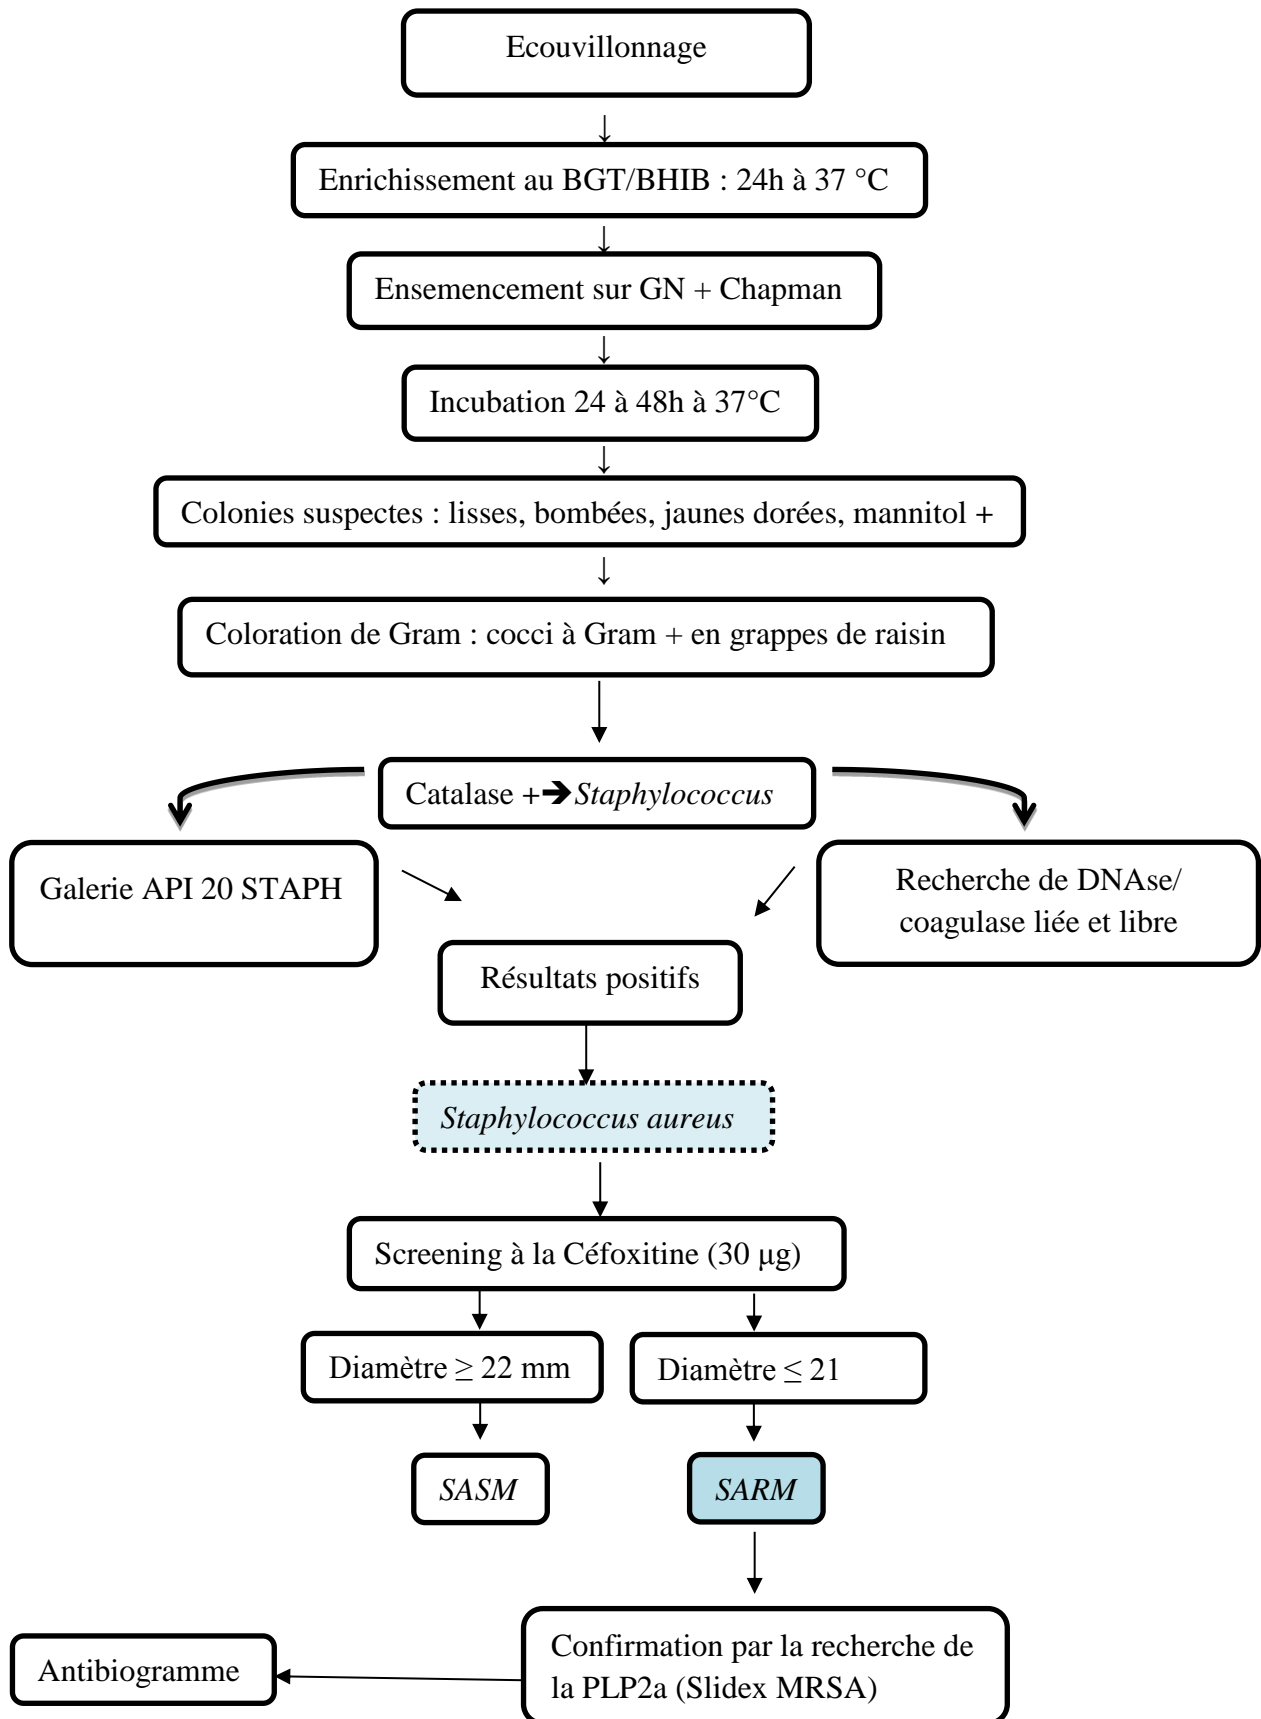 Ecouvillonnage
↓
Enrichissement au BGT/BHIB : 24h à 37 °C
↓
Ensemencement sur GN + Chapman
↓
Incubation 24 à 48h à 37°C
↓
Colonies suspectes : lisses, bombées, jaunes dorées, mannitol +
↓
Coloration de Gram : cocci à Gram + en grappes de raisin
Catalase +➔Staphylococcus
Galerie API 20 STAPH
Recherche de DNAse/
coagulase liée et libre
Résultats positifs
Staphylococcus aureus
Screening à la Céfoxitine (30 µg)
Diamètre ≥ 22 mm
Diamètre ≤ 21
SASM
SARM
Confirmation par la recherche de
la PLP2a (Slidex MRSA)
Antibiogramme